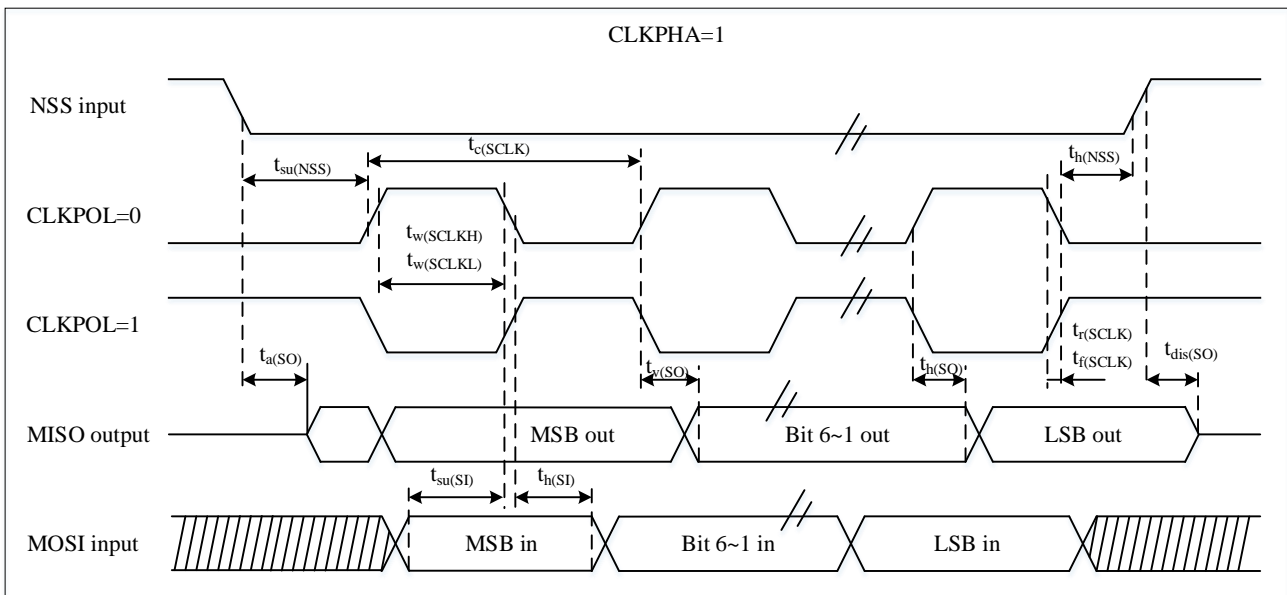 CLKPHA=1
NSS input
tc(SCLK)
tsu(NSS)
th(NSS)
CLKPOL=0
tw(SCLKH)
tw(SCLKL)
CLKPOL=1
tr(SCLK)
tf(SCLK)
ta(SO)
tv(SO)
th(SO)
tdis(SO)
MISO output
MSB out
Bit 6~1 out
LSB out
tsu(SI)
th(SI)
MOSI input
MSB in
Bit 6~1 in
LSB in